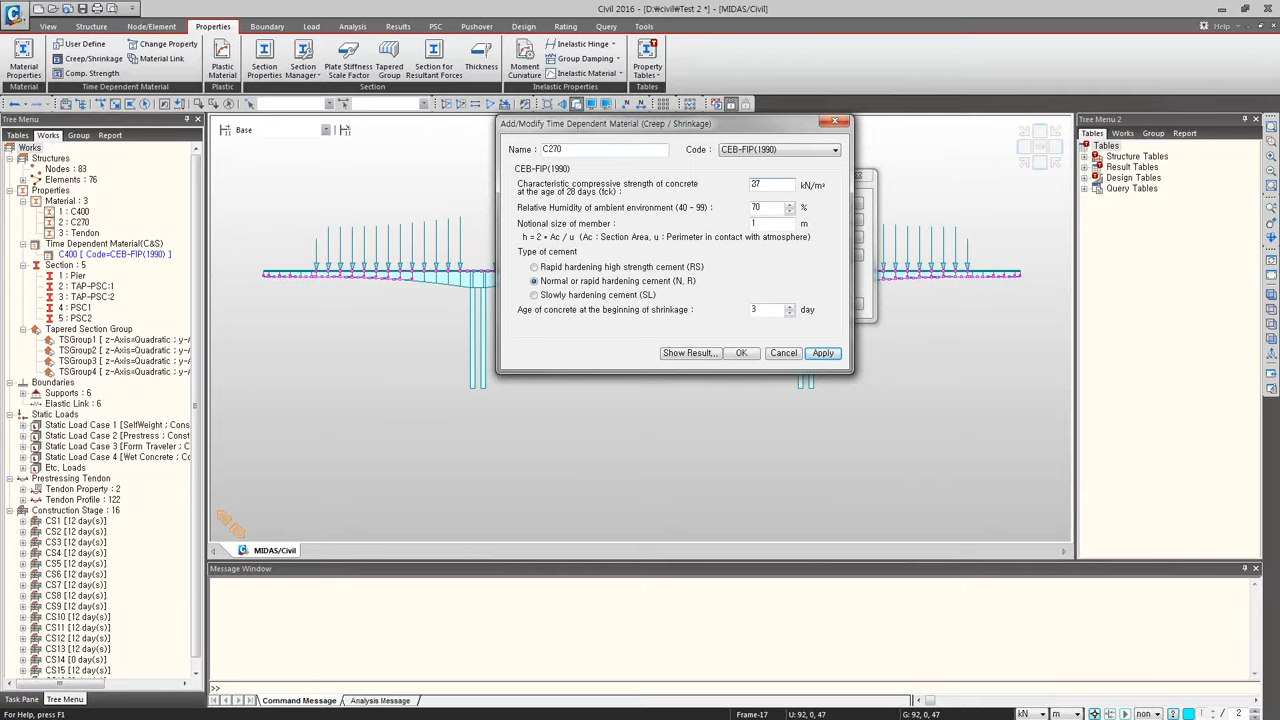 Civil 2016 - [D:\civil\Test 2 *] - [MIDAS/Civil]
View Structure Node/Element Properties Boundary Load Analysis Results PSC Pushover Design Rating Query Tools Help
User Define Change Property
Creep/Shrinkage Material Link
Comp. Strength
Material Properties
Plastic Material
Section Properties
Section Manager
Plate Stiffness Scale Factor
Tapered Group
Section for Resultant Forces
Thickness
Moment Curvature
Inelastic Hinge
Group Damping
Inelastic Material
Property Tables
Material Time Dependent Material Plastic Section Inelastic Properties Tables
Tree Menu
Tables Works Group Report
Works
Structures
Nodes : 83
Elements : 76
Properties
Material : 3
1 : C400
2 : C270
3 : Tendon
Time Dependent Material(C&S)
C400 [ Code=CEB-FIP(1990) ]
Section : 5
1 : Pier
2 : TAP-PSC:1
3 : TAP-PSC:2
4 : PSC1
5 : PSC2
Tapered Section Group
TSGroup1 [ z-Axis=Quadratic ; y-A
TSGroup2 [ z-Axis=Quadratic ; y-A
TSGroup3 [ z-Axis=Quadratic ; y-A
TSGroup4 [ z-Axis=Quadratic ; y-A
Boundaries
Supports : 6
Elastic Link : 6
Static Loads
Static Load Case 1 [SelfWeight ; Co
Static Load Case 2 [Prestress ; Const
Static Load Case 3 [Form Traveler ; C
Static Load Case 4 [Wet Concrete ; C
Etc, Loads
Prestressing Tendon
Tendon Property : 2
Tendon Profile : 122
Construction Stage : 16
CS1 [12 day(s)]
CS2 [12 day(s)]
CS3 [12 day(s)]
CS4 [12 day(s)]
CS5 [12 day(s)]
CS6 [12 day(s)]
CS7 [12 day(s)]
CS8 [12 day(s)]
CS9 [12 day(s)]
CS10 [12 day(s)]
CS11 [12 day(s)]
CS12 [12 day(s)]
CS13 [12 day(s)]
CS14 [0 day(s)]
CS15 [12 day(s)]
Task Pane Tree Menu
Base
Add/Modify Time Dependent Material (Creep / Shrinkage)
Name : C270 Code : CEB-FIP(1990)
CEB-FIP(1990)
Characteristic compressive strength of concrete
at the age of 28 days (fck) : 27 kN/m²
Relative Humidity of ambient environment (40 - 99) : 70 %
Notional size of member : 1 m
h = 2 * Ac / u (Ac : Section Area, u : Perimeter in contact with atmosphere)
Type of cement
Rapid hardening high strength cement (RS)
Normal or rapid hardening cement (N, R)
Slowly hardening cement (SL)
Age of concrete at the beginning of shrinkage : 3 day
Show Result,,, OK Cancel Apply
MIDAS/Civil
Message Window
>>
Command Message Analysis Message
Tree Menu 2
Tables Works Group Report
Tables
Structure Tables
Result Tables
Design Tables
Query Tables
For Help, press F1 Frame-17 U: 92, 0, 47 G: 92, 0, 47 kN m non ? 1 / 2